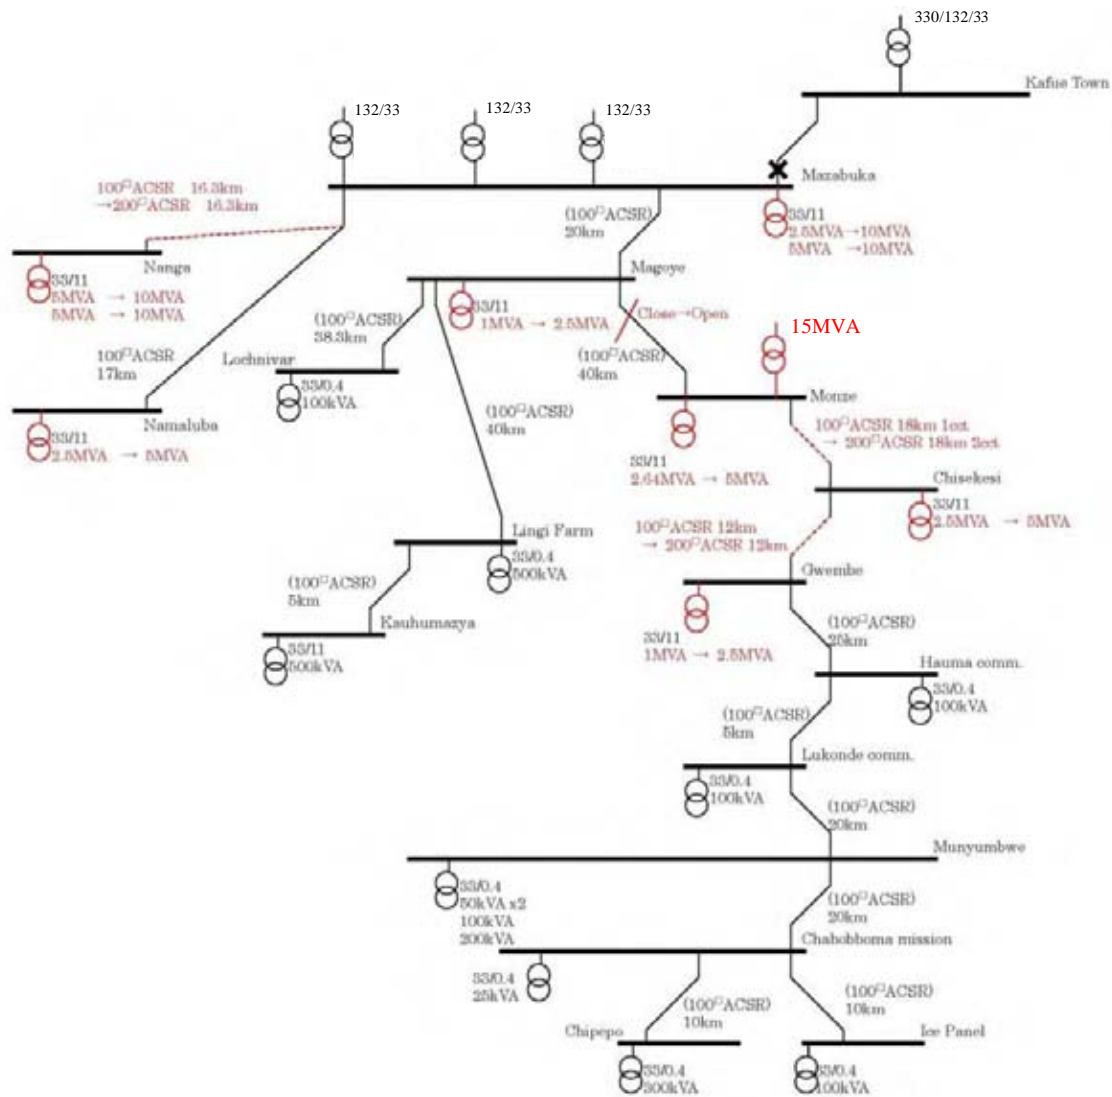 330/132/33
Kafue Town
132/33
132/33
132/33
Mazabuka
100□ACSR 16.3km
→200□ACSR 16.3km
(100□ACSR)
20km
33/11
2.5MVA→10MVA
5MVA →10MVA
Nanga
33/11
5MVA → 10MVA
5MVA → 10MVA
Magoye
33/11
1MVA → 2.5MVA
Close→Open
(100□ACSR)
38.3km
(100□ACSR)
40km
15MVA
100□ACSR
17km
Lochnivar
33/0.4
100kVA
Monze
Namaluba
33/11
2.5MVA → 5MVA
(100□ACSR)
40km
100□ACSR 18km 1cct
→ 200□ACSR 18km 2cct
33/11
2.64MVA → 5MVA
Chisekesi
33/11
2.5MVA → 5MVA
100□ACSR 12km
→ 200□ACSR 12km
Lingi Farm
33/0.4
500kVA
(100□ACSR)
5km
Gwembe
33/11
1MVA → 2.5MVA
Kauhumazya
33/11
500kVA
(100□ACSR)
25km
Hauma comm.
33/0.4
100kVA
(100□ACSR)
5km
Lukonde comm.
33/0.4
100kVA
(100□ACSR)
20km
Munyumbwe
33/0.4
50kVA x2
100kVA
200kVA
(100□ACSR)
20km
Chabobboma mission
33/0.4
25kVA
(100□ACSR)
10km
(100□ACSR)
10km
Chipepo
33/0.4
300kVA
Ice Panel
33/0.4
100kVA